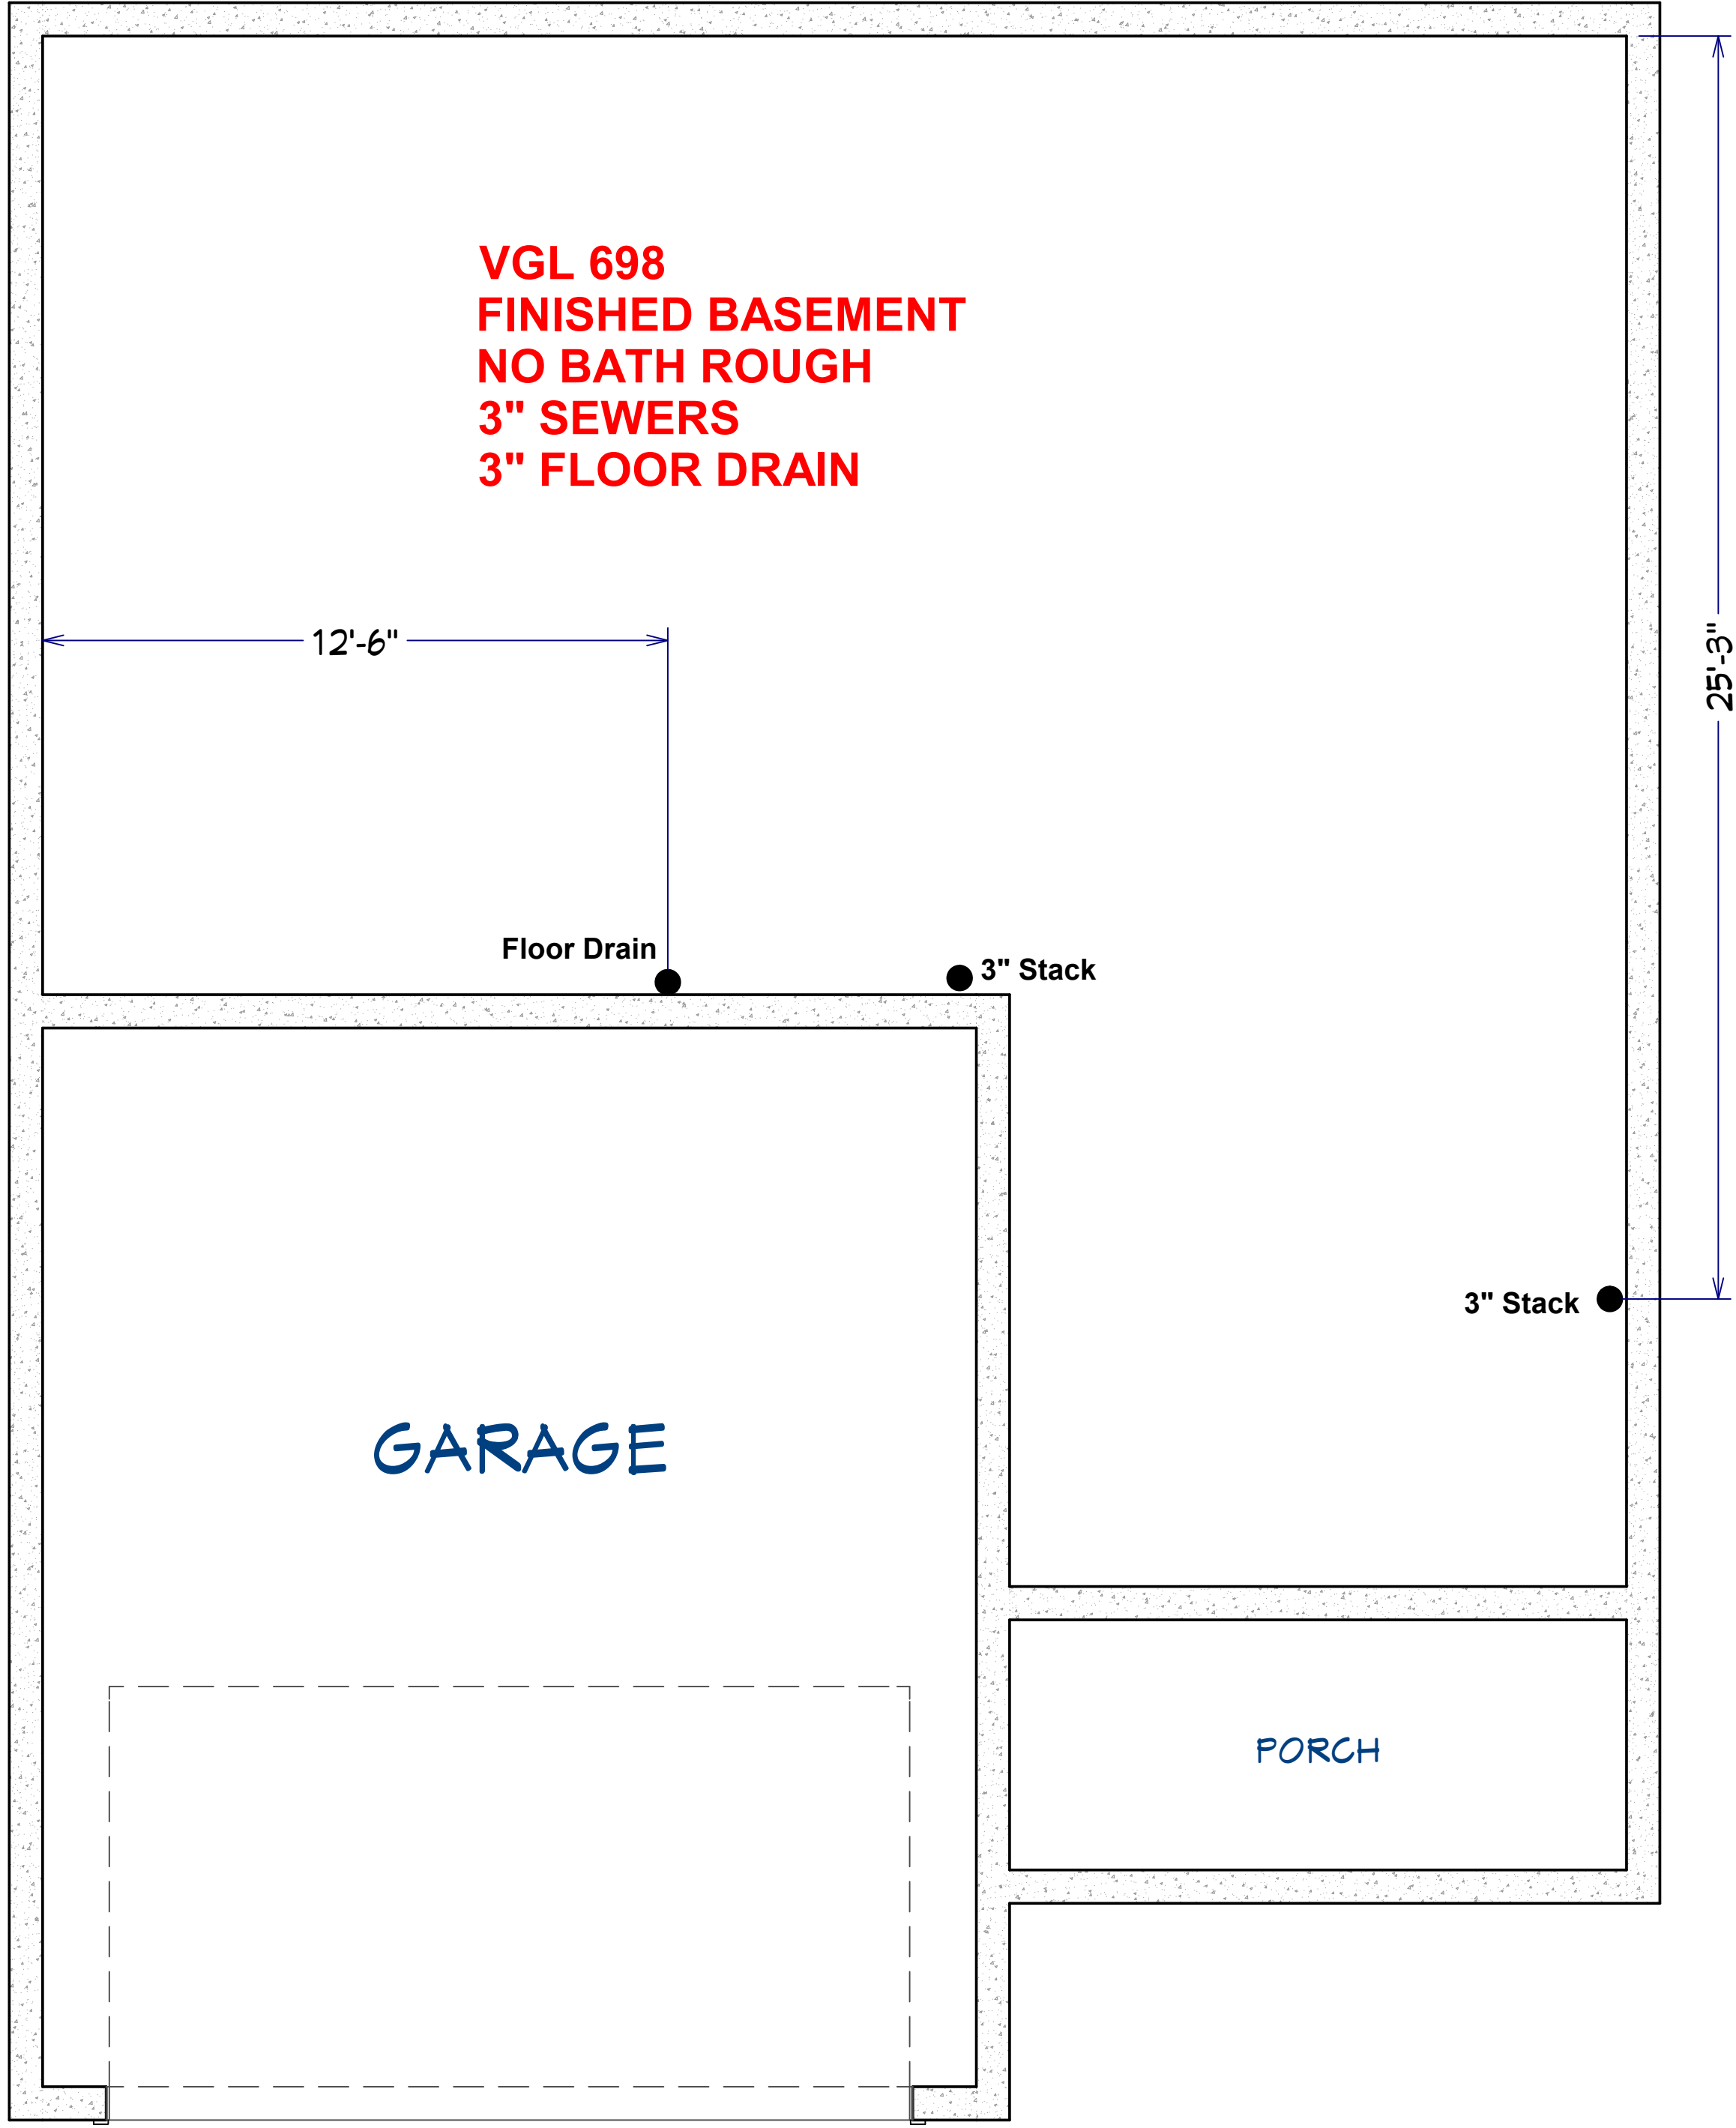 VGL 698
FINISHED BASEMENT
NO BATH ROUGH
3" SEWERS
3" FLOOR DRAIN
12'-6"
25'-3"
Floor Drain
3" Stack
3" Stack
GARAGE
PORCH